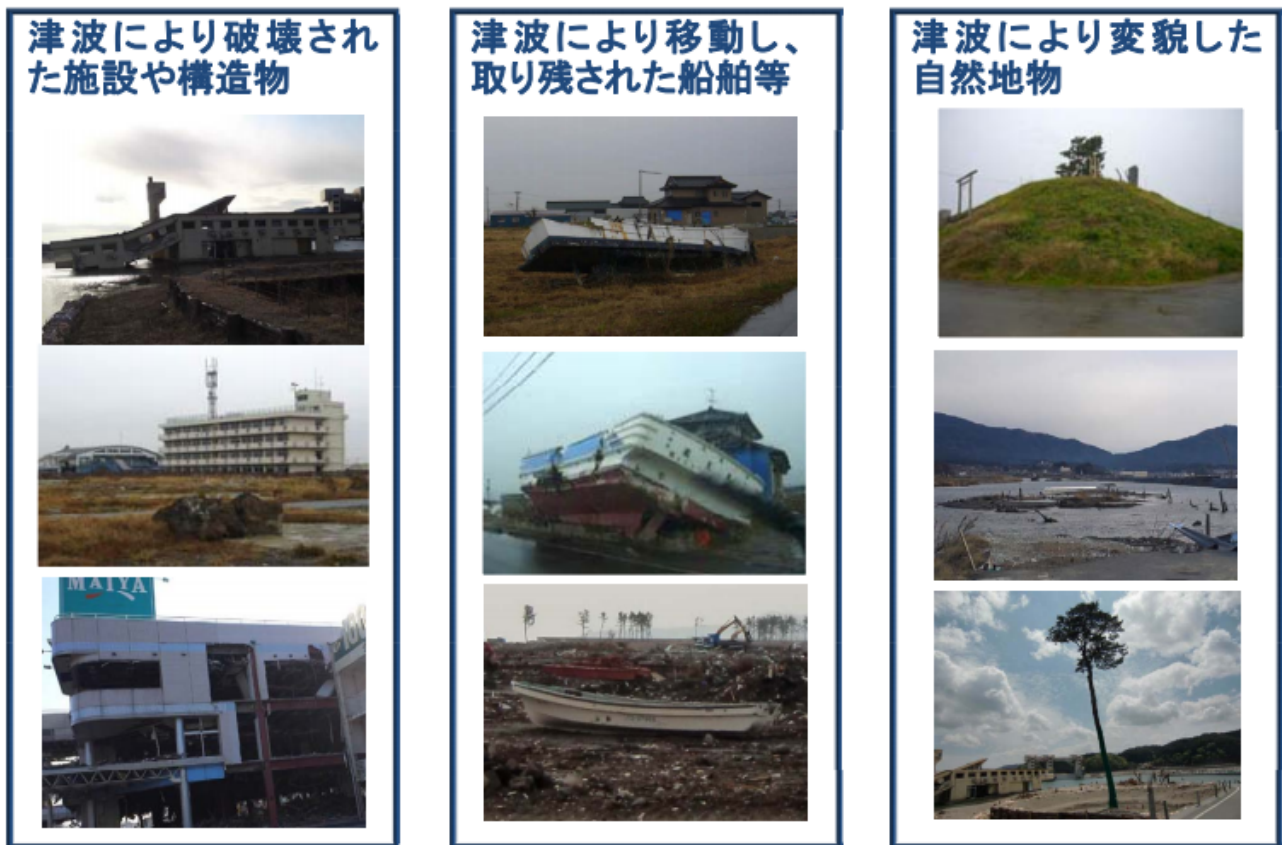 津波により破壊され
た施設や構造物
津波により移動し、
取り残された船舶等
津波により変貌した
自然地物
MAIYA